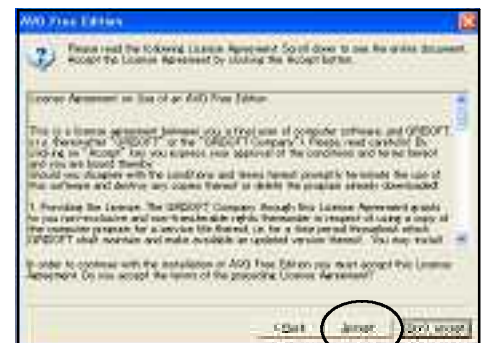 AVG Free Edition
Please read the following License Agreement. Scroll down to see the entire document.
Accept the License Agreement by clicking the Accept button.
License Agreement on Use of an AVG Free Edition
This is a license agreement between you, a final user of computer software, and GRISOFT,
s.r.o. (hereinafter "GRISOFT" or the "GRISOFT Company"). Please, read carefully! By
clicking on "Accept" key you express your approval of the conditions and terms hereof
and you are bound thereby.
Should you disagree with the conditions and terms hereof promptly terminate the use of
this software and destroy any copies thereof or delete the program already downloaded!
1. Providing the License. The GRISOFT Company through this License Agreement grants
to you non-exclusive and non-transferable rights thereunder in respect of using a copy of
the computer program for a service life thereof, i.e. for a time period throughout which
GRISOFT shall maintain and make available an updated version thereof. You may install
In order to continue with the installation of AVG Free Edition you must accept this License
Agreement. Do you accept the terms of the preceding License Agreement?
< Back
Accept
Don't accept